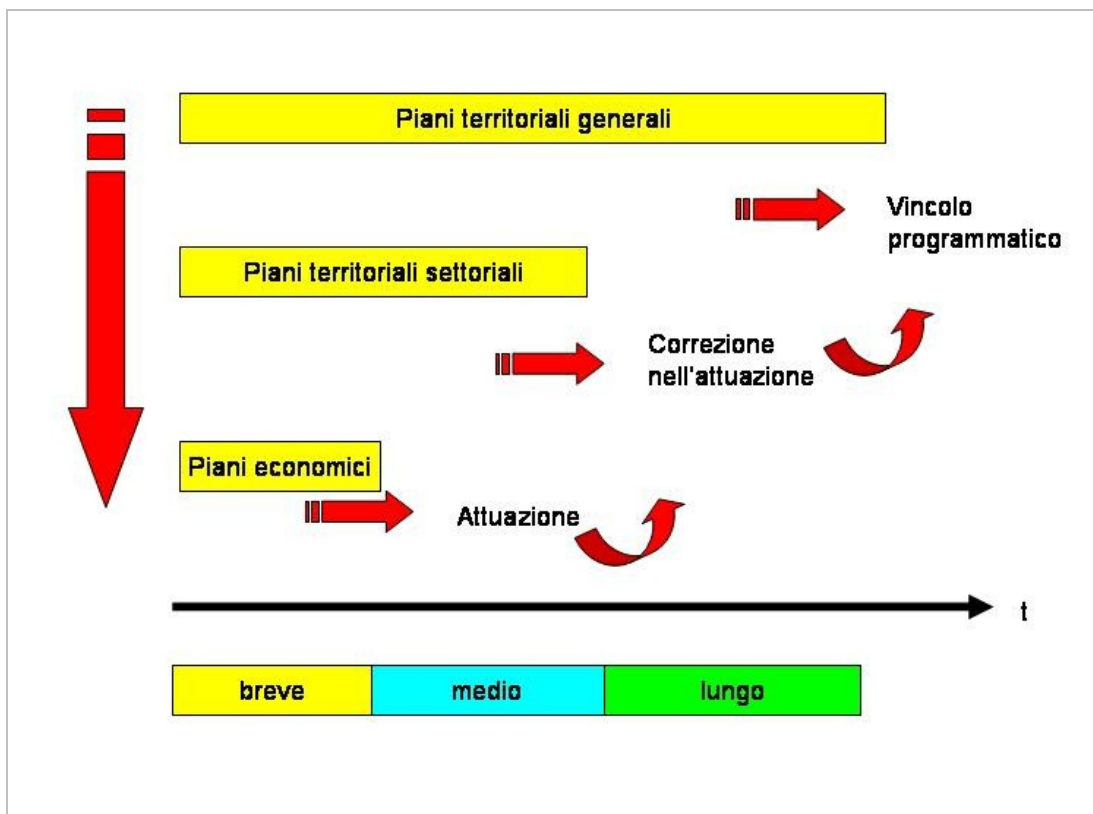 Piani territoriali generali
Vincolo
programmatico
Piani territoriali settoriali
Correzione
nell'attuazione
Piani economici
Attuazione
t
breve
medio
lungo